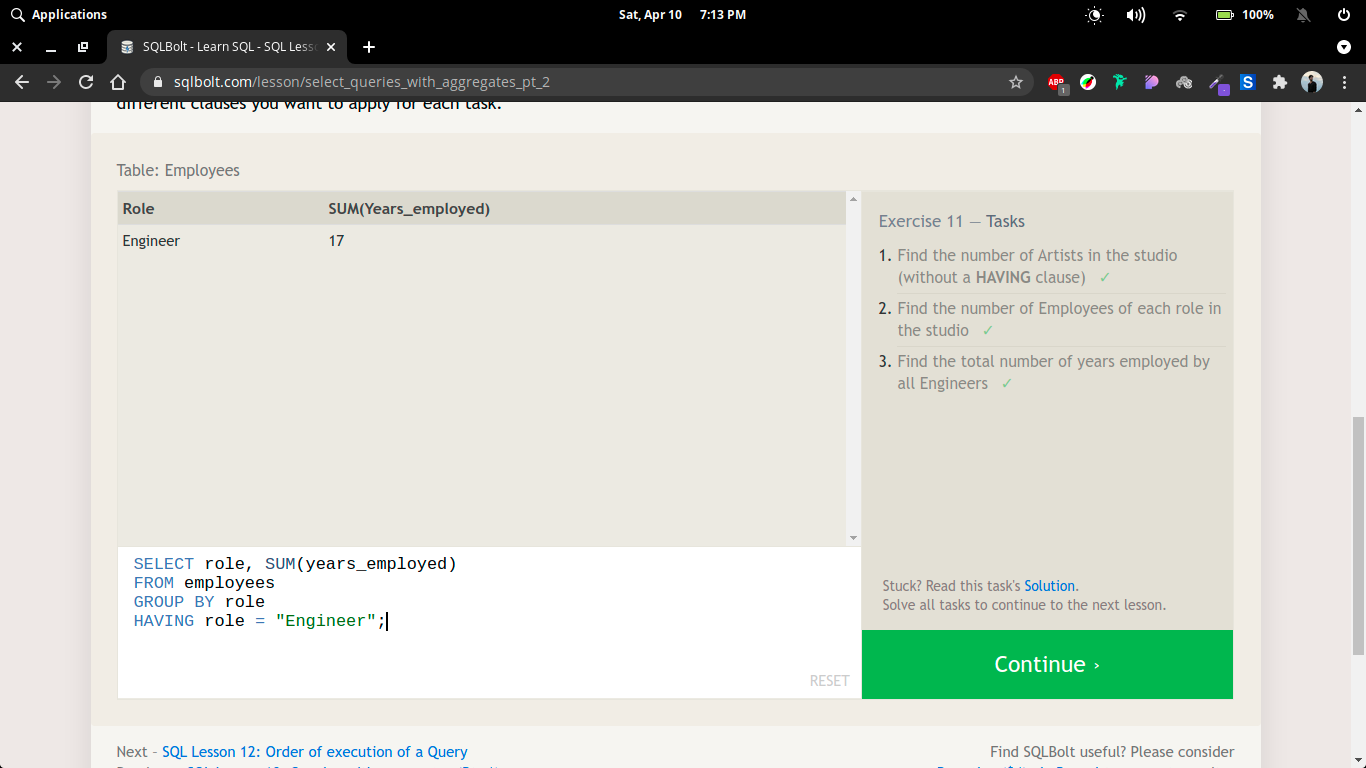 Applications
Sat, Apr 10 7:13 PM
100%
SQLBolt - Learn SQL - SQL Less
sqlbolt.com/lesson/select_queries_with_aggregates_pt_2
ABP
1
S
different clauses you want to apply for each task.
Table: Employees
Role SUM(Years_employed)
Engineer 17
Exercise 11 — Tasks
1. Find the number of Artists in the studio
(without a HAVING clause) ✓
2. Find the number of Employees of each role in
the studio ✓
3. Find the total number of years employed by
all Engineers ✓
SELECT role, SUM(years_employed)
FROM employees
GROUP BY role
HAVING role = "Engineer";
RESET
Stuck? Read this task's Solution.
Solve all tasks to continue to the next lesson.
Continue ›
Next - SQL Lesson 12: Order of execution of a Query
Find SQLBolt useful? Please consider